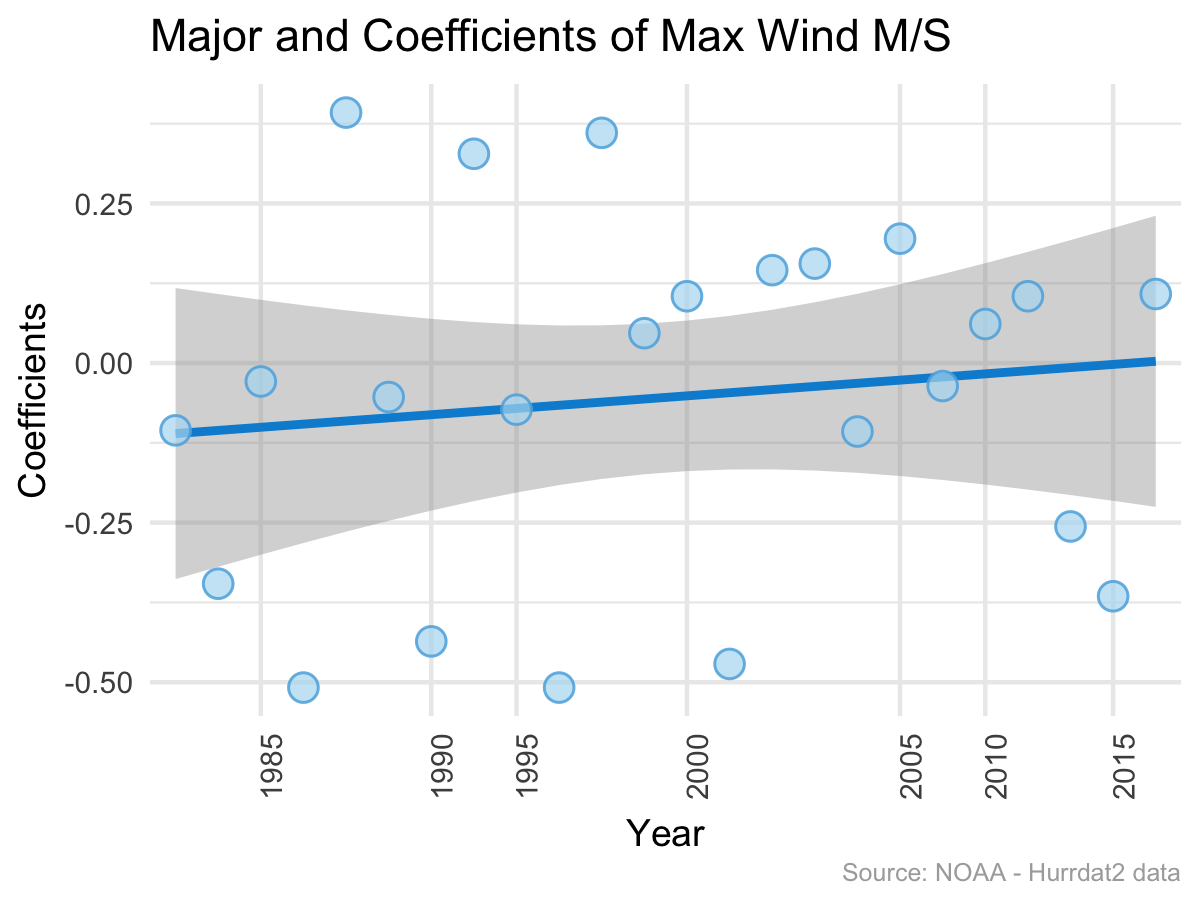 Major and Coefficients of Max Wind M/S
Coefficients
0.25
0.00
-0.25
-0.50
1985
1990
1995
2000
2005
2010
2015
Year
Source: NOAA - Hurrdat2 data